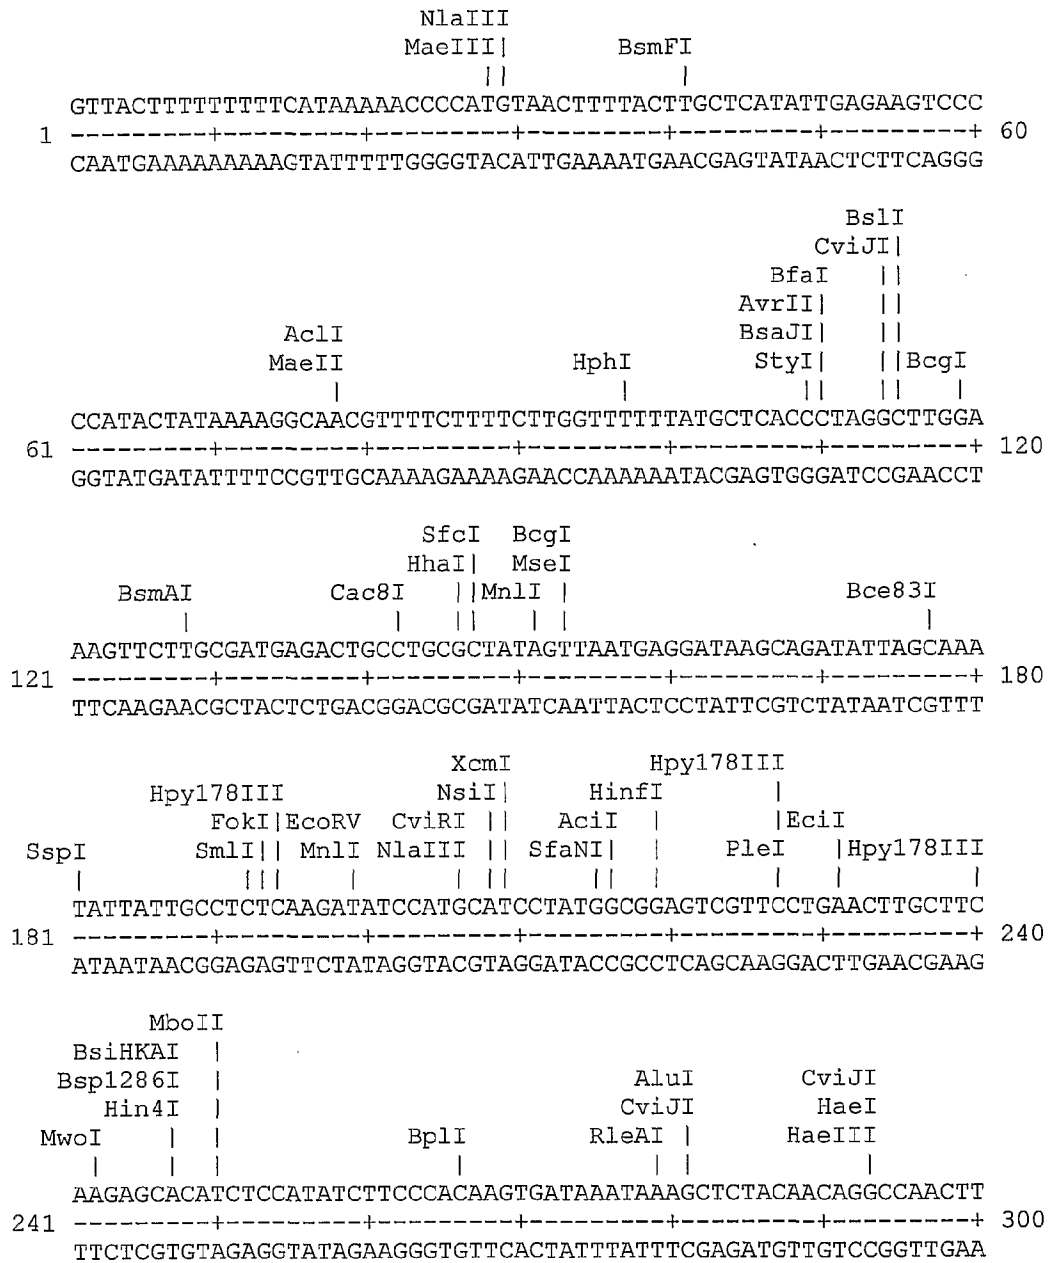 NlaIII
MaeIII| BsmFI
|| |
GTTACTTTTTTTTTCATAAAAACCCCATGTAACTTTTACTTGCTCATATTGAGAAGTCCC
1 ---------+---------+---------+---------+---------+---------+ 60
CAATGAAAAAAAAAGTATTTTTGGGGTACATTGAAAATGAACGAGTATAACTCTTCAGGG
BslI
CviJI|
BfaI ||
AvrII| ||
AclI BsaJI| ||
MaeII HphI StyI| ||BcgI
| | || || |
CCATACTATAAAAGGCAACGTTTTCTTTTCTTGGTTTTTTATGCTCACCCTAGGCTTGGA
61 ---------+---------+---------+---------+---------+---------+ 120
GGTATGATATTTTCCGTTGCAAAAGAAAAGAACCAAAAAATACGAGTGGGATCCGAACCT
SfcI BcgI
HhaI| MseI
BsmAI Cac8I ||MnlI | Bce83I
| | || | | |
AAGTTCTTGCGATGAGACTGCCTGCGCTATAGTTAATGAGGATAAGCAGATATTAGCAAA
121 ---------+---------+---------+---------+---------+---------+ 180
TTCAAGAACGCTACTCTGACGGACGCGATATCAATTACTCCTATTCGTCTATAATCGTTT
XcmI Hpy178III
Hpy178III NsiI| HinfI |
FokI|EcoRV CviRI || AciI | |EciI
SspI SmlI|| MnlI NlaIII || SfaNI| | PleI |Hpy178III
| ||| | | || || | | | |
TATTATTGCCTCTCAAGATATCCATGCATCCTATGGCGGAGTCGTTCCTGAACTTGCTTC
181 ---------+---------+---------+---------+---------+---------+ 240
ATAATAACGGAGAGTTCTATAGGTACGTAGGATACCGCCTCAGCAAGGACTTGAACGAAG
MboII
BsiHKAI |
Bsp1286I | AluI CviJI
Hin4I | CviJI HaeI
MwoI | | BplI RleAI | HaeIII
| | | | | | |
AAGAGCACATCTCCATATCTTCCCACAAGTGATAAATAAAGCTCTACAACAGGCCAACTT
241 ---------+---------+---------+---------+---------+---------+ 300
TTCTCGTGTAGAGGTATAGAAGGGTGTTCACTATTTATTTCGAGATGTTGTCCGGTTGAA